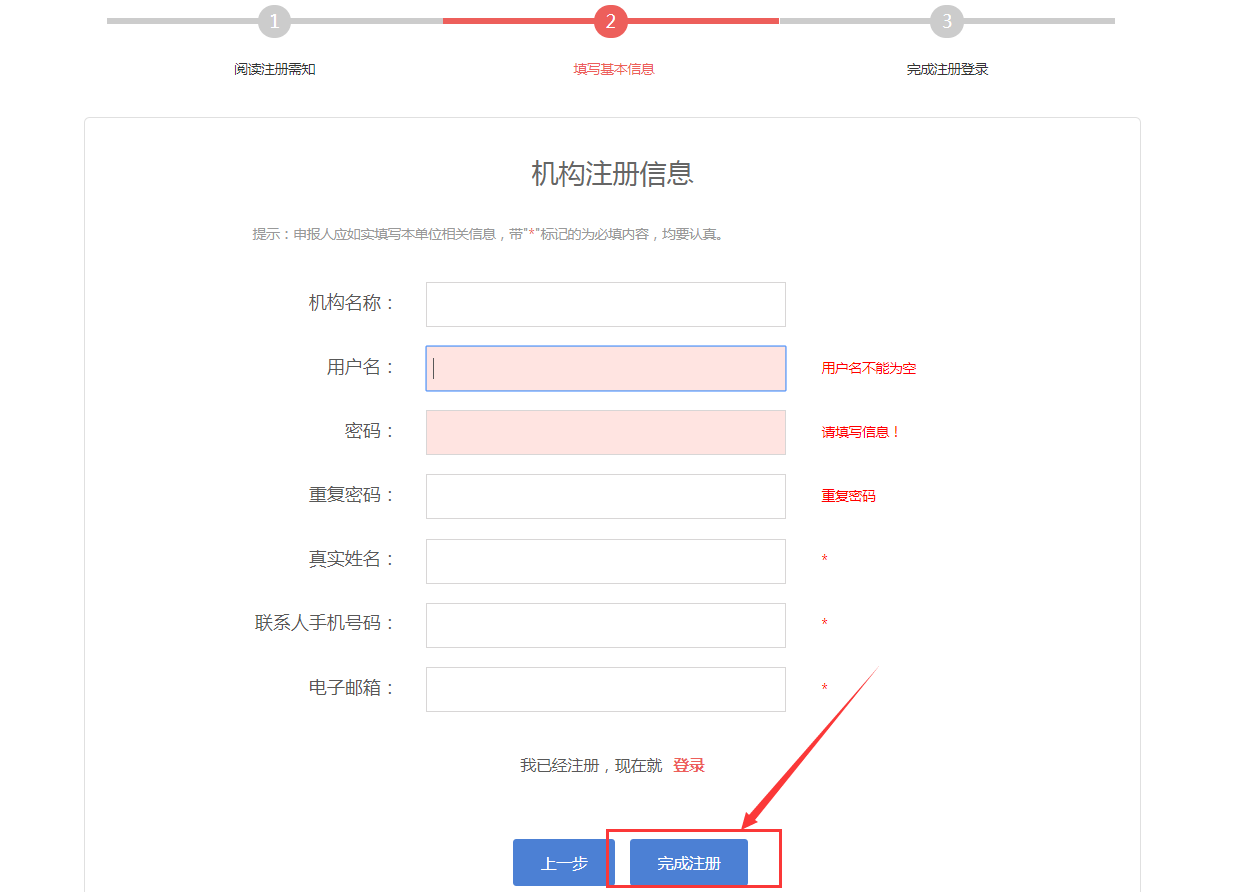 1 2 3
阅读注册需知 填写基本信息 完成注册登录
机构注册信息
提示：申报人应如实填写本单位相关信息，带"*"标记的为必填内容，均要认真。
机构名称：
用户名： 用户名不能为空
密码： 请填写信息！
重复密码： 重复密码
真实姓名： *
联系人手机号码： *
电子邮箱： *
我已经注册，现在就 登录
上一步 完成注册